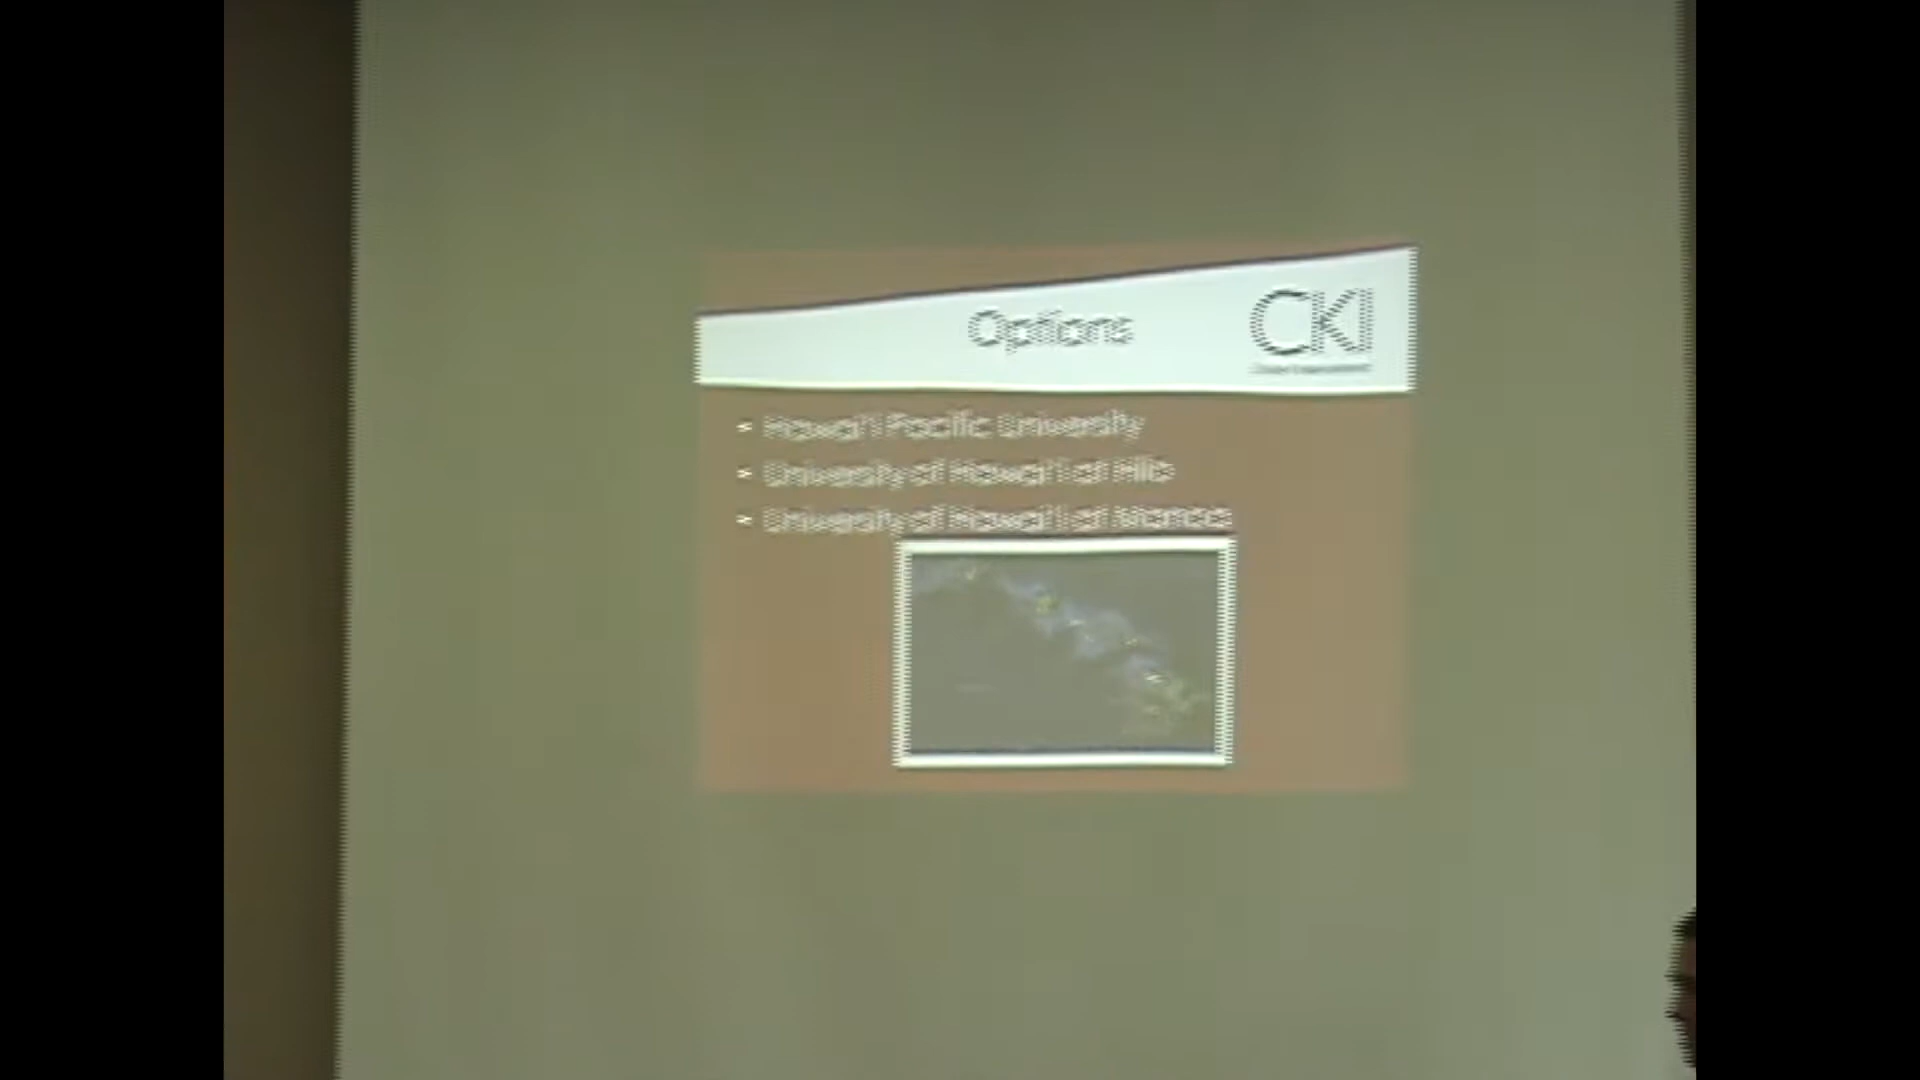 Options
CKI
• Hawai'i Pacific University
• University of Hawai'i at Hilo
• University of Hawai'i at Manoa